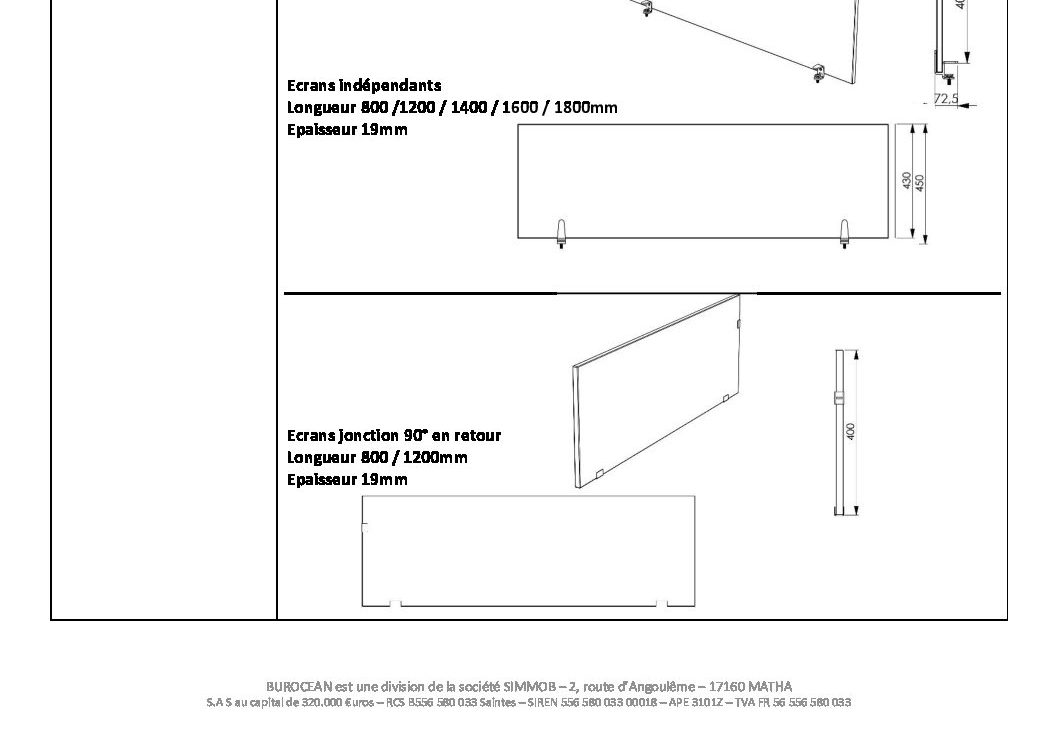 40
72,5
Ecrans indépendants
Longueur 800 /1200 / 1400 / 1600 / 1800mm
Epaisseur 19mm
430
450
Ecrans jonction 90° en retour
Longueur 800 / 1200mm
Epaisseur 19mm
400
BUROCEAN est une division de la société SIMMOB – 2, route d'Angoulême – 17160 MATHA
S.A S au capital de 320.000 €uros – RCS B556 580 033 Saintes – SIREN 556 580 033 00018 – APE 3101Z – TVA FR 56 556 580 033